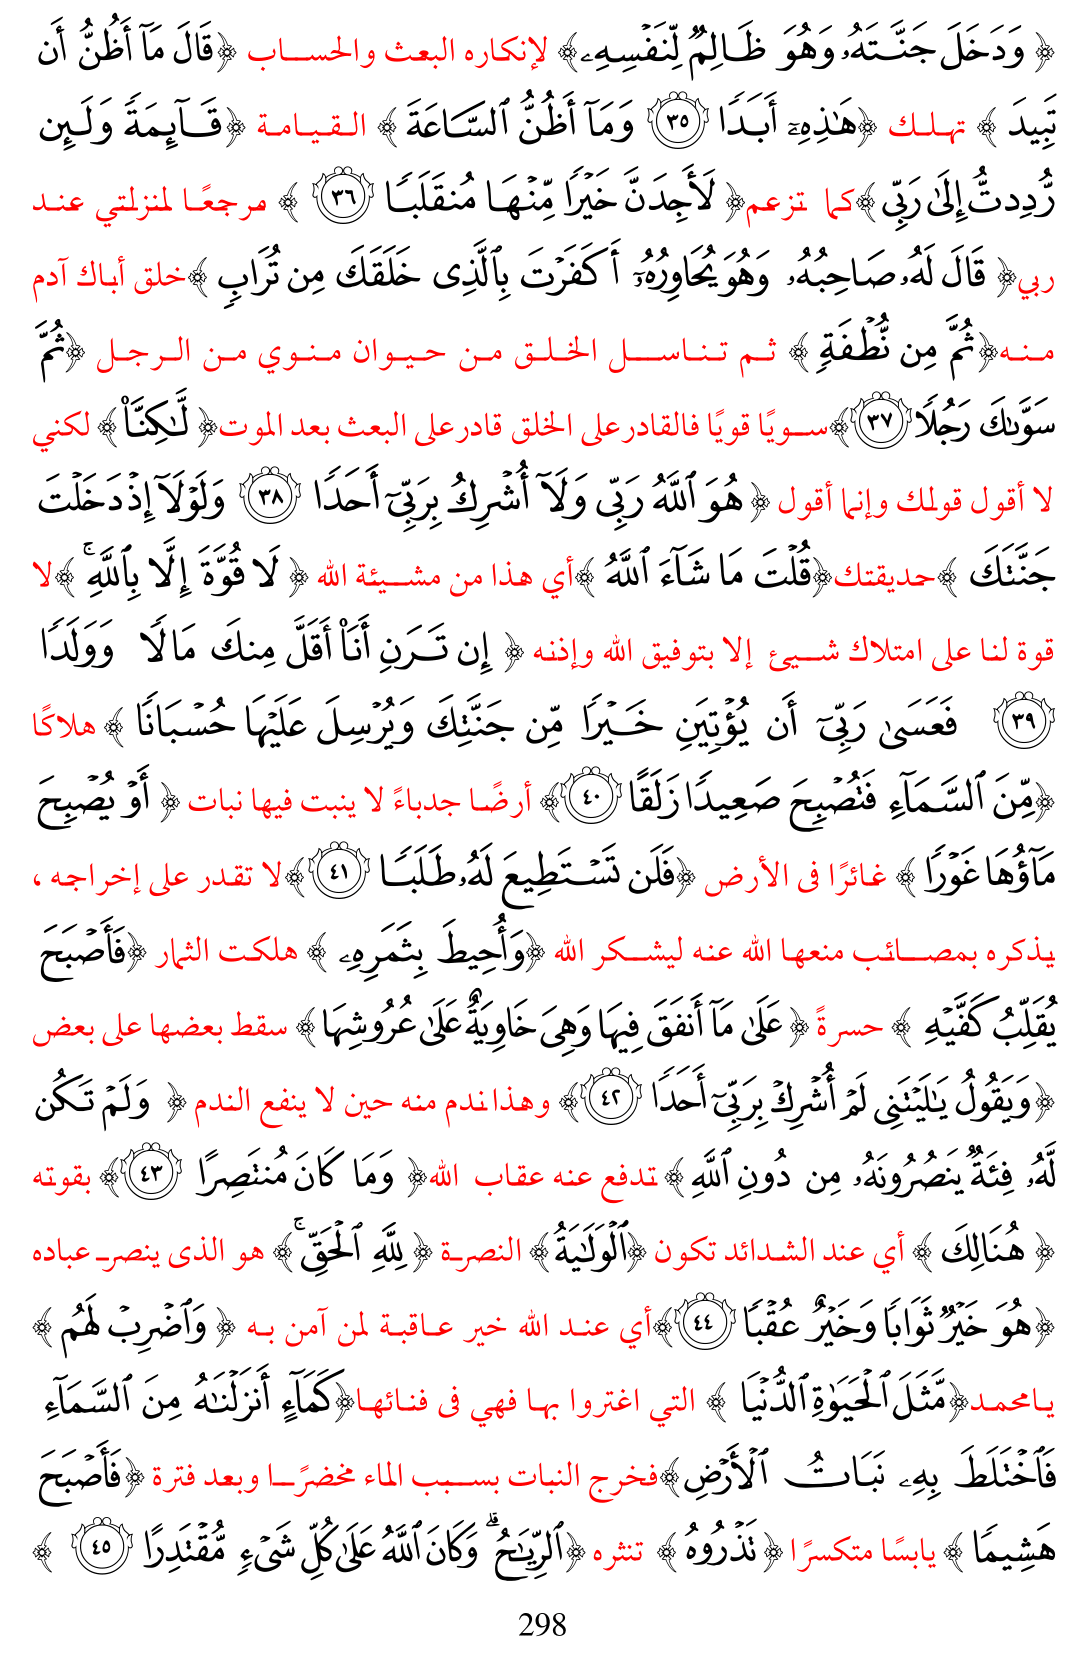 ﴿ وَدَخَلَ جَنَّتَهُۥ وَهُوَ ظَالِمٌ لِّنَفْسِهِۦ﴾ لإنكاره البعث والحساب ﴿قَالَ مَآ أَظُنُّ أَن
تَبِيدَ ﴾ تهلك ﴿هَٰذِهِۦٓ أَبَدًا ٣٥ وَمَآ أَظُنُّ ٱلسَّاعَةَ ﴾ القيامة ﴿قَآئِمَةً وَلَئِن
رُّدِدتُّ إِلَىٰ رَبِّى ﴾كما تزعم﴿ لَأَجِدَنَّ خَيْرًا مِّنْهَا مُنقَلَبًا ٣٦ ﴾ مرجعًا لمنزلتي عند
ربي﴿ قَالَ لَهُۥ صَاحِبُهُۥ وَهُوَ يُحَاوِرُهُۥٓ أَكَفَرْتَ بِٱلَّذِى خَلَقَكَ مِن تُرَابٍ ﴾خلق أباك آدم
منه﴿ثُمَّ مِن نُّطْفَةٍ ﴾ ثم تناسل الخلق من حيوان منوي من الرجل ﴿ثُمَّ
سَوَّىٰكَ رَجُلًا ٣٧﴾سويًا قويًا فالقادرعلى الخلق قادرعلى البعث بعد الموت﴿ لَّٰكِنَّا۠ ﴾ لكني
لا أقول قولك وإنما أقول ﴿ هُوَ ٱللَّهُ رَبِّى وَلَآ أُشْرِكُ بِرَبِّىٓ أَحَدًا ٣٨ وَلَوْلَآ إِذْ دَخَلْتَ
جَنَّتَكَ ﴾حديقتك﴿قُلْتَ مَا شَآءَ ٱللَّهُ ﴾أي هذا من مشيئة الله ﴿ لَا قُوَّةَ إِلَّا بِٱللَّهِۚ ﴾لا
قوة لنا على امتلاك شيئ إلا بتوفيق الله وإذنه ﴿ إِن تَرَنِ أَنَا۠ أَقَلَّ مِنكَ مَالًا وَوَلَدًا
٣٩ فَعَسَىٰ رَبِّىٓ أَن يُؤْتِيَنِ خَيْرًا مِّن جَنَّتِكَ وَيُرْسِلَ عَلَيْهَا حُسْبَانًا ﴾ هلاكًا
﴿مِّنَ ٱلسَّمَآءِ فَتُصْبِحَ صَعِيدًا زَلَقًا ٤٠﴾ أرضًا جدباءً لا ينبت فيها نبات ﴿ أَوْ يُصْبِحَ
مَآؤُهَا غَوْرًا ﴾ غائرًا فى الأرض ﴿فَلَن تَسْتَطِيعَ لَهُۥ طَلَبًا ٤١﴾لا تقدر على إخراجه ،
يذكره بمصائب منعها الله عنه ليشكر الله ﴿وَأُحِيطَ بِثَمَرِهِۦ ﴾ هلكت الثمار ﴿فَأَصْبَحَ
يُقَلِّبُ كَفَّيْهِ ﴾ حسرةً ﴿ عَلَىٰ مَآ أَنفَقَ فِيهَا وَهِىَ خَاوِيَةٌ عَلَىٰ عُرُوشِهَا ﴾ سقط بعضها على بعض
﴿وَيَقُولُ يَٰلَيْتَنِى لَمْ أُشْرِكْ بِرَبِّىٓ أَحَدًا ٤٢﴾ وهذا ندم منه حين لا ينفع الندم ﴿ وَلَمْ تَكُن
لَّهُۥ فِئَةٌ يَنصُرُونَهُۥ مِن دُونِ ٱللَّهِ ﴾ تدفع عنه عقاب الله﴿ وَمَا كَانَ مُنتَصِرًا ٤٣﴾ بقوته
﴿ هُنَالِكَ ﴾ أي عند الشدائد تكون ﴿ٱلْوَلَٰيَةُ﴾ النصرة ﴿ لِلَّهِ ٱلْحَقِّۚ ﴾ هو الذى ينصر عباده
﴿هُوَ خَيْرٌ ثَوَابًا وَخَيْرٌ عُقْبًا ٤٤﴾أي عند الله خير عاقبة لمن آمن به ﴿ وَٱضْرِبْ لَهُم ﴾
يامحمد﴿مَّثَلَ ٱلْحَيَوٰةِ ٱلدُّنْيَا ﴾ التي اغتروا بها فهي فى فنائها﴿كَمَآءٍ أَنزَلْنَٰهُ مِنَ ٱلسَّمَآءِ
فَٱخْتَلَطَ بِهِۦ نَبَاتُ ٱلْأَرْضِ﴾فخرج النبات بسبب الماء مخضرًا وبعد فترة ﴿فَأَصْبَحَ
هَشِيمًا ﴾ يابسًا متكسرًا ﴿ تَذْرُوهُ ﴾ تنثره ﴿ٱلرِّيَٰحُۗ وَكَانَ ٱللَّهُ عَلَىٰ كُلِّ شَىْءٍ مُّقْتَدِرًا ٤٥ ﴾
298